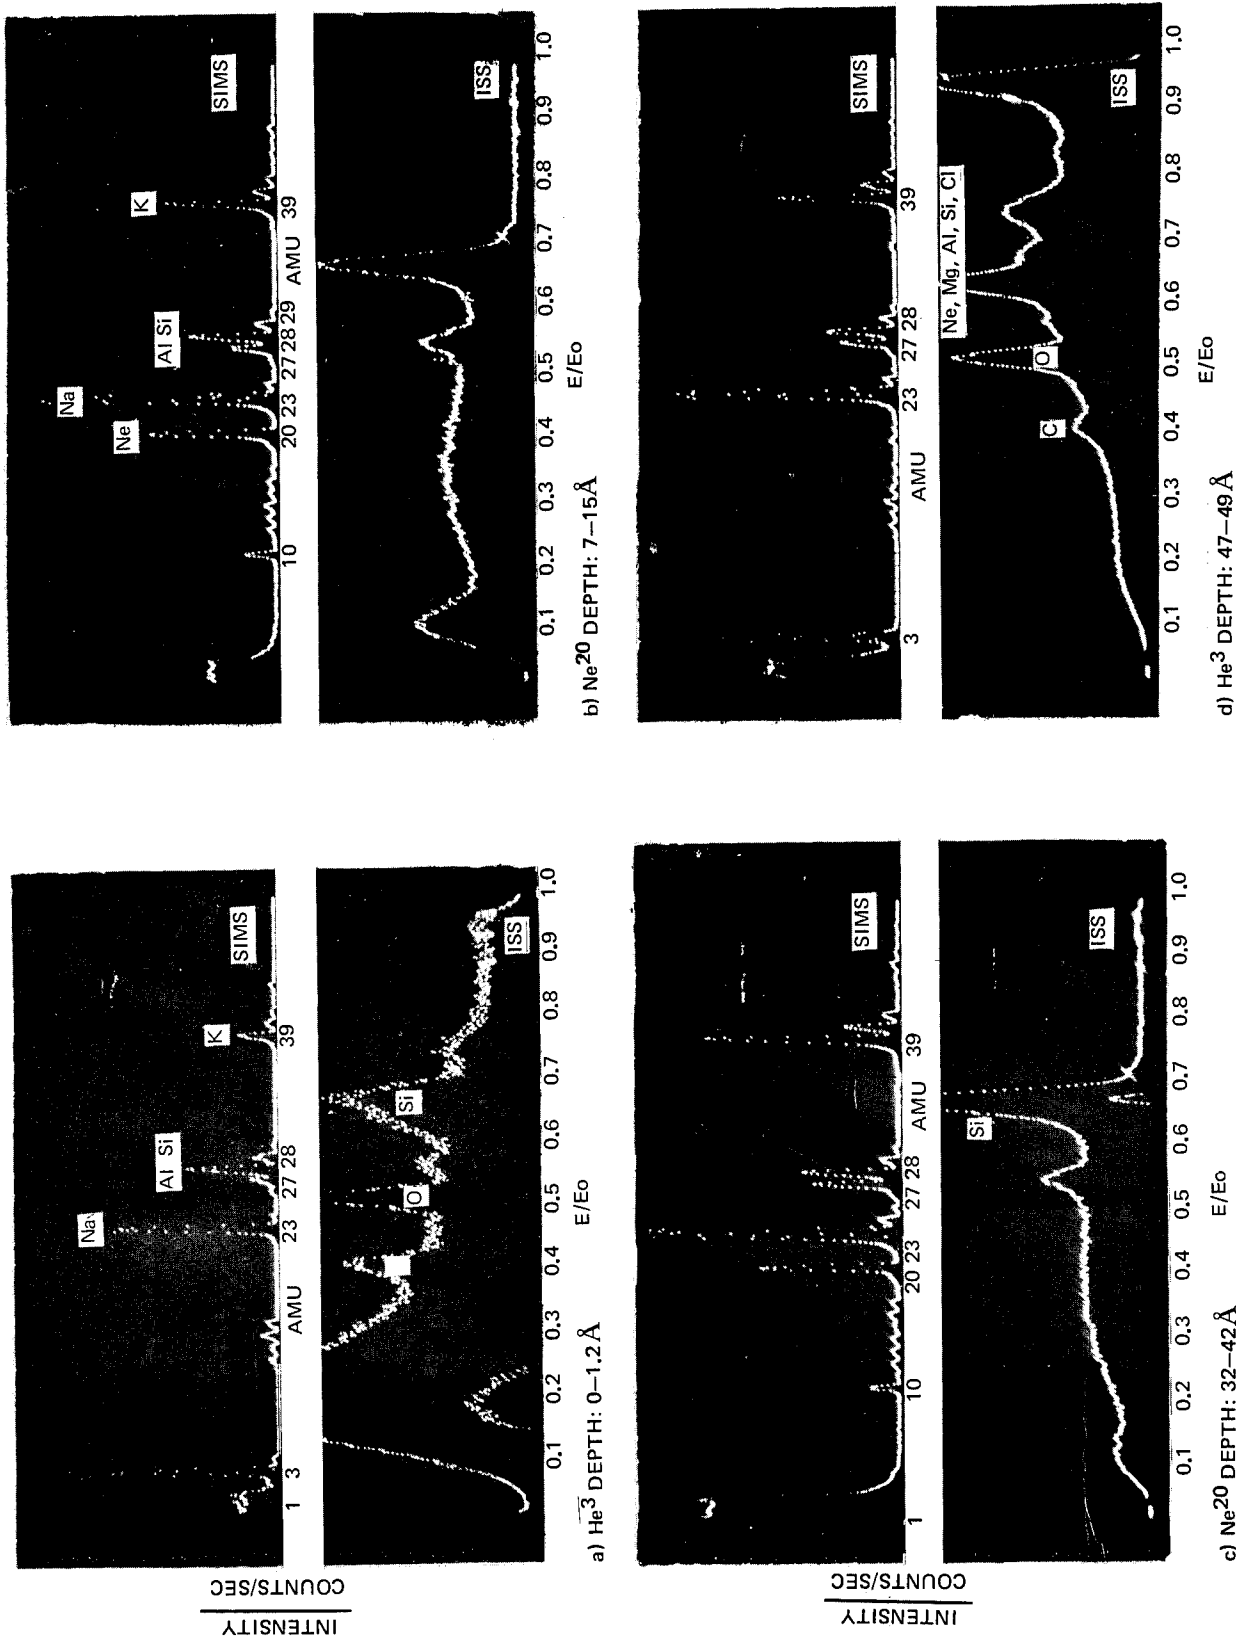 INTENSITY
COUNTS/SEC
Na
Al Si
K
SIMS
1 3 AMU 23 27 28 39
Si
O
ISS
0.1 0.2 0.3 0.4 0.5 0.6 0.7 0.8 0.9 1.0
E/Eo
a) He3 DEPTH: 0–1.2Å
Ne
Na
Al Si
K
SIMS
10 20 23 27 28 29 AMU 39
ISS
0.1 0.2 0.3 0.4 0.5 0.6 0.7 0.8 0.9 1.0
E/Eo
b) Ne20 DEPTH: 7–15Å
INTENSITY
COUNTS/SEC
SIMS
1 10 20 23 27 28 AMU 39
Si
ISS
0.1 0.2 0.3 0.4 0.5 0.6 0.7 0.8 0.9 1.0
E/Eo
c) Ne20 DEPTH: 32–42Å
SIMS
3 AMU 23 27 28 39
Ne, Mg, Al, Si, Cl
C
O
ISS
0.1 0.2 0.3 0.4 0.5 0.6 0.7 0.8 0.9 1.0
E/Eo
d) He3 DEPTH: 47–49Å